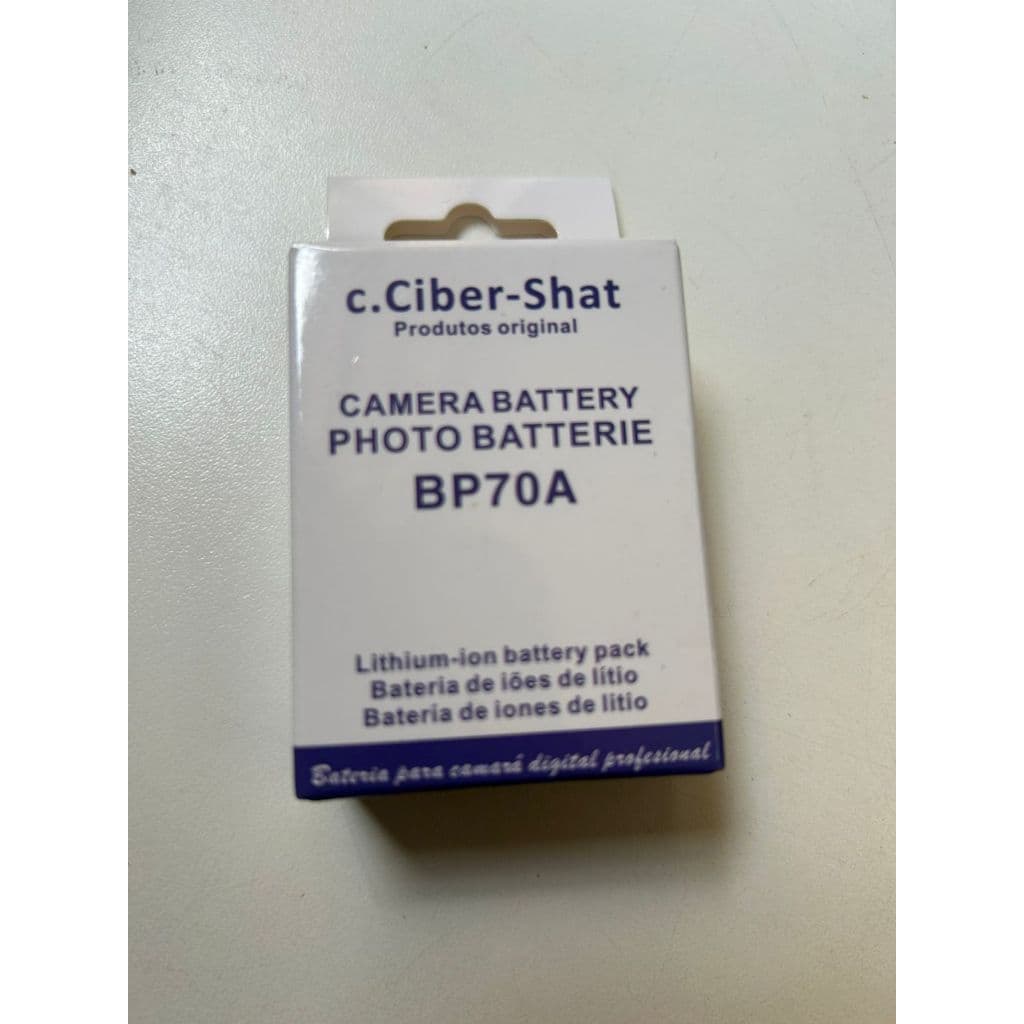 c.Ciber-Shat
Produtos original
CAMERA BATTERY
PHOTO BATTERIE
BP70A
Lithium-ion battery pack
Bateria de iões de lítio
Bateria de iones de litio
Bateria para camará digital profesional